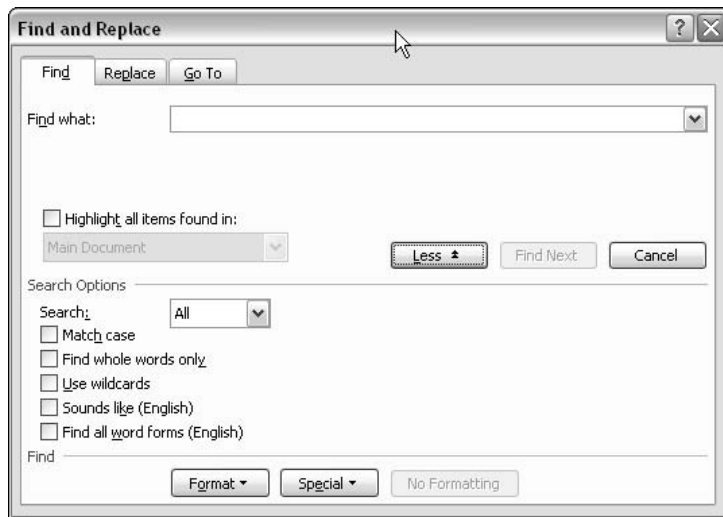 Find and Replace
Find Replace Go To
Find what:
Highlight all items found in:
Main Document
Less Find Next Cancel
Search Options
Search: All
Match case
Find whole words only
Use wildcards
Sounds like (English)
Find all word forms (English)
Find
Format Special No Formatting